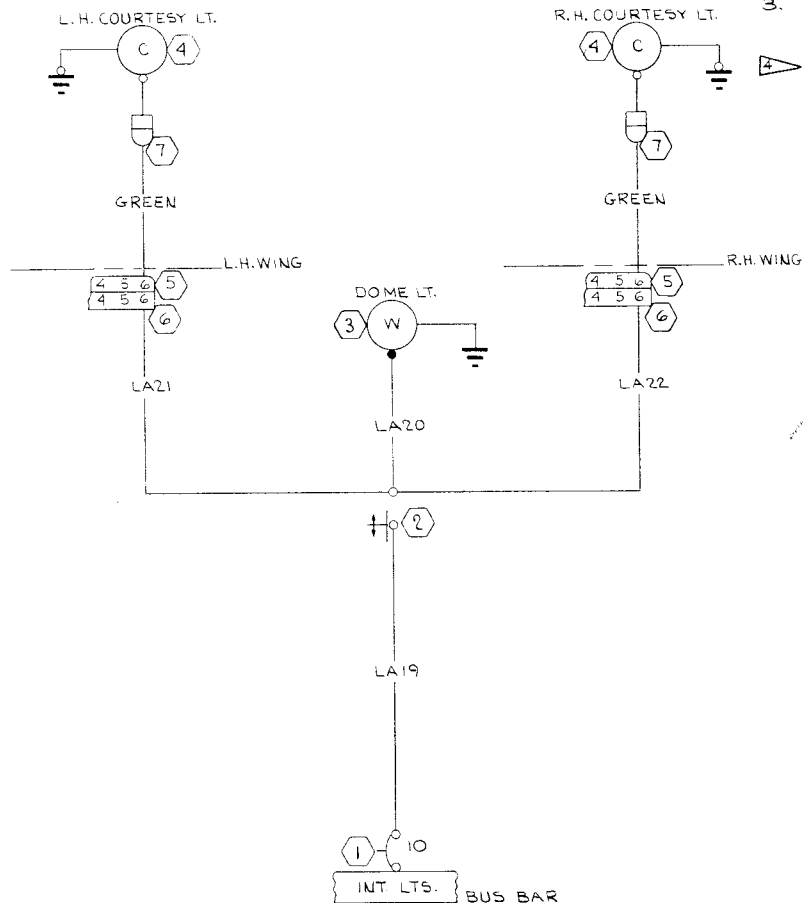 L.H. COURTESY LT.
R.H. COURTESY LT.
3.
C
4
4
C
4
7
7
GREEN
GREEN
L.H. WING
R.H. WING
4 5 6
5
4 5 6
6
4 5 6
5
4 5 6
6
DOME LT.
3
W
LA21
LA22
LA20
2
LA19
1
10
INT. LTS.
BUS BAR